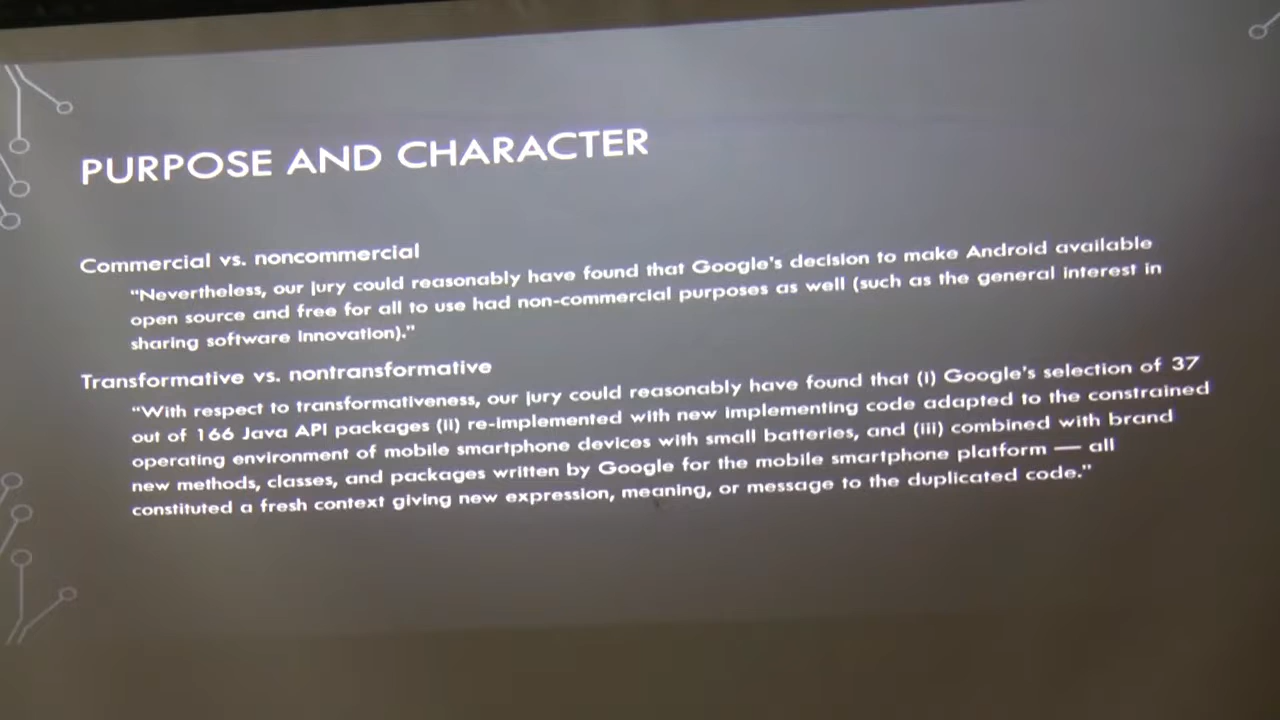 PURPOSE AND CHARACTER
Commercial vs. noncommercial
"Nevertheless, our jury could reasonably have found that Google's decision to make Android available
open source and free for all to use had non-commercial purposes as well (such as the general interest in
sharing software innovation)."
Transformative vs. nontransformative
"With respect to transformativeness, our jury could reasonably have found that (i) Google's selection of 37
out of 166 Java API packages (ii) re-implemented with new implementing code adapted to the constrained
operating environment of mobile smartphone devices with small batteries, and (iii) combined with brand
new methods, classes, and packages written by Google for the mobile smartphone platform — all
constituted a fresh context giving new expression, meaning, or message to the duplicated code."